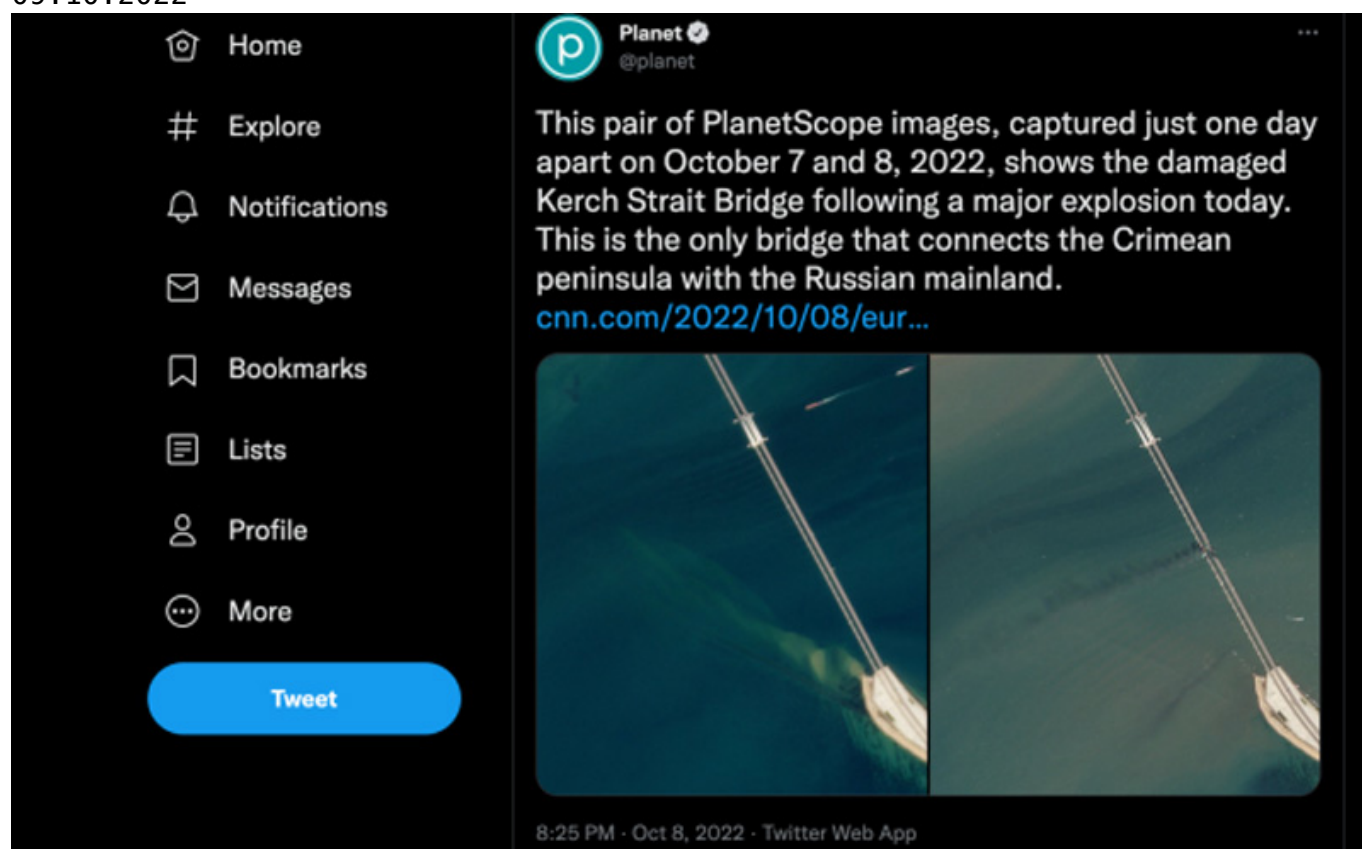 09.10.2022
Home
Explore
Notifications
Messages
Bookmarks
Lists
Profile
More
Tweet
Planet
@planet
This pair of PlanetScope images, captured just one day
apart on October 7 and 8, 2022, shows the damaged
Kerch Strait Bridge following a major explosion today.
This is the only bridge that connects the Crimean
peninsula with the Russian mainland.
cnn.com/2022/10/08/eur...
8:25 PM · Oct 8, 2022 · Twitter Web App